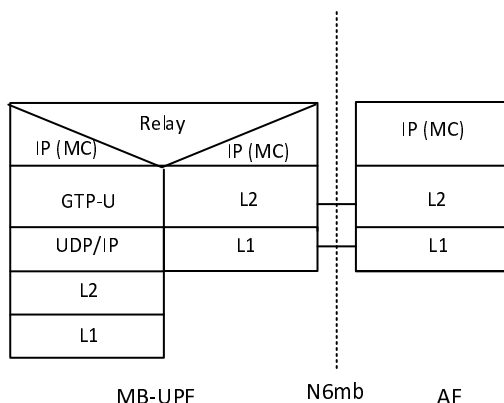 Relay
IP (MC)
IP (MC)
IP (MC)
GTP-U
L2
L2
UDP/IP
L1
L1
L2
L1
MB-UPF
N6mb
AF